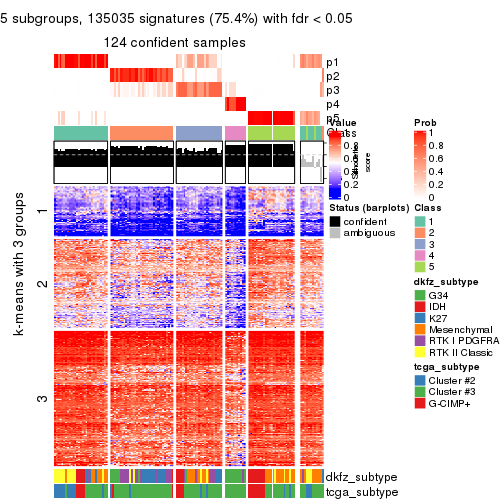 5 subgroups, 135035 signatures (75.4%) with fdr < 0.05
124 confident samples
p1
p2
p3
p4
p5
Class
Silhouette
score
1
2
3
k-means with 3 groups
Value
1
0.8
0.6
0.4
0.2
0
Status (barplots)
confident
ambiguous
Prob
1
0.8
0.6
0.4
0.2
0
Class
1
2
3
4
5
dkfz_subtype
G34
IDH
K27
Mesenchymal
RTK I PDGFRA
RTK II Classic
tcga_subtype
Cluster #2
Cluster #3
G-CIMP+
dkfz_subtype
tcga_subtype